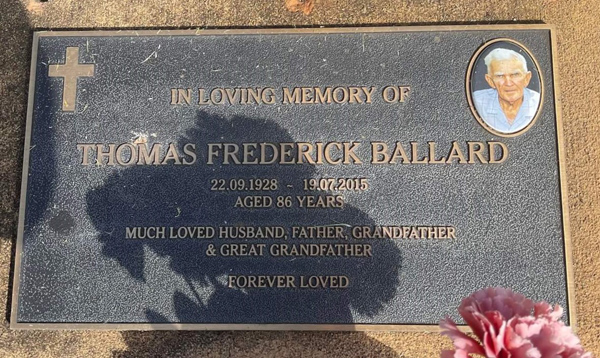 IN LOVING MEMORY OF
THOMAS FREDERICK BALLARD
22.09.1928 ~ 19.07.2015
AGED 86 YEARS
MUCH LOVED HUSBAND, FATHER, GRANDFATHER
& GREAT GRANDFATHER
FOREVER LOVED